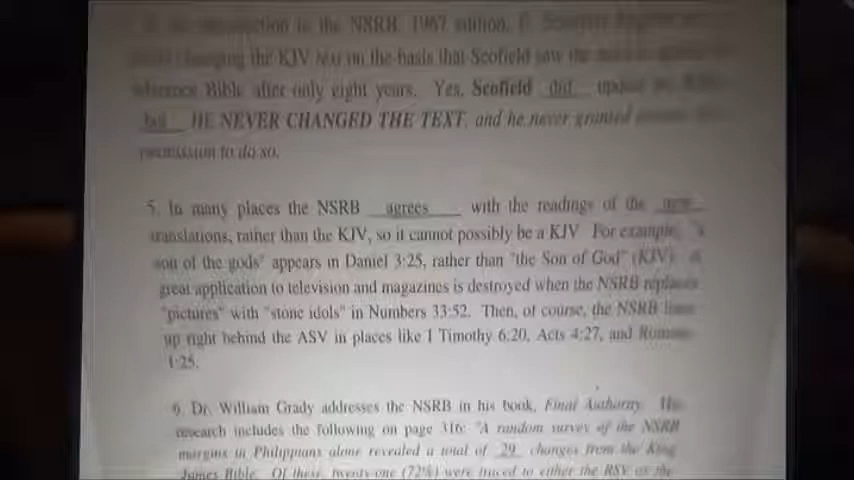 the NSRB, 1967 edition,
changing the KJV text on the basis that Scofield saw the
reference Bible after only eight years. Yes, Scofield did
but HE NEVER CHANGED THE TEXT, and he never granted
permission to do so.
5. In many places the NSRB agrees with the readings of the new
translations, rather than the KJV, so it cannot possibly be a KJV For example, "a
son of the gods" appears in Daniel 3:25, rather than "the Son of God" (KJV). A
great application to television and magazines is destroyed when the NSRB replaces
"pictures" with "stone idols" in Numbers 33:52. Then, of course, the NSRB lines
up right behind the ASV in places like I Timothy 6:20, Acts 4:27, and Romans
1:25.
6. Dr. William Grady addresses the NSRB in his book, Final Authority. His
research includes the following on page 316: "A random survey of the NSRB
margins in Philippians alone revealed a total of 29 changes from the King
James Bible. Of these, twenty-one (72%) were traced to either the RSV or the